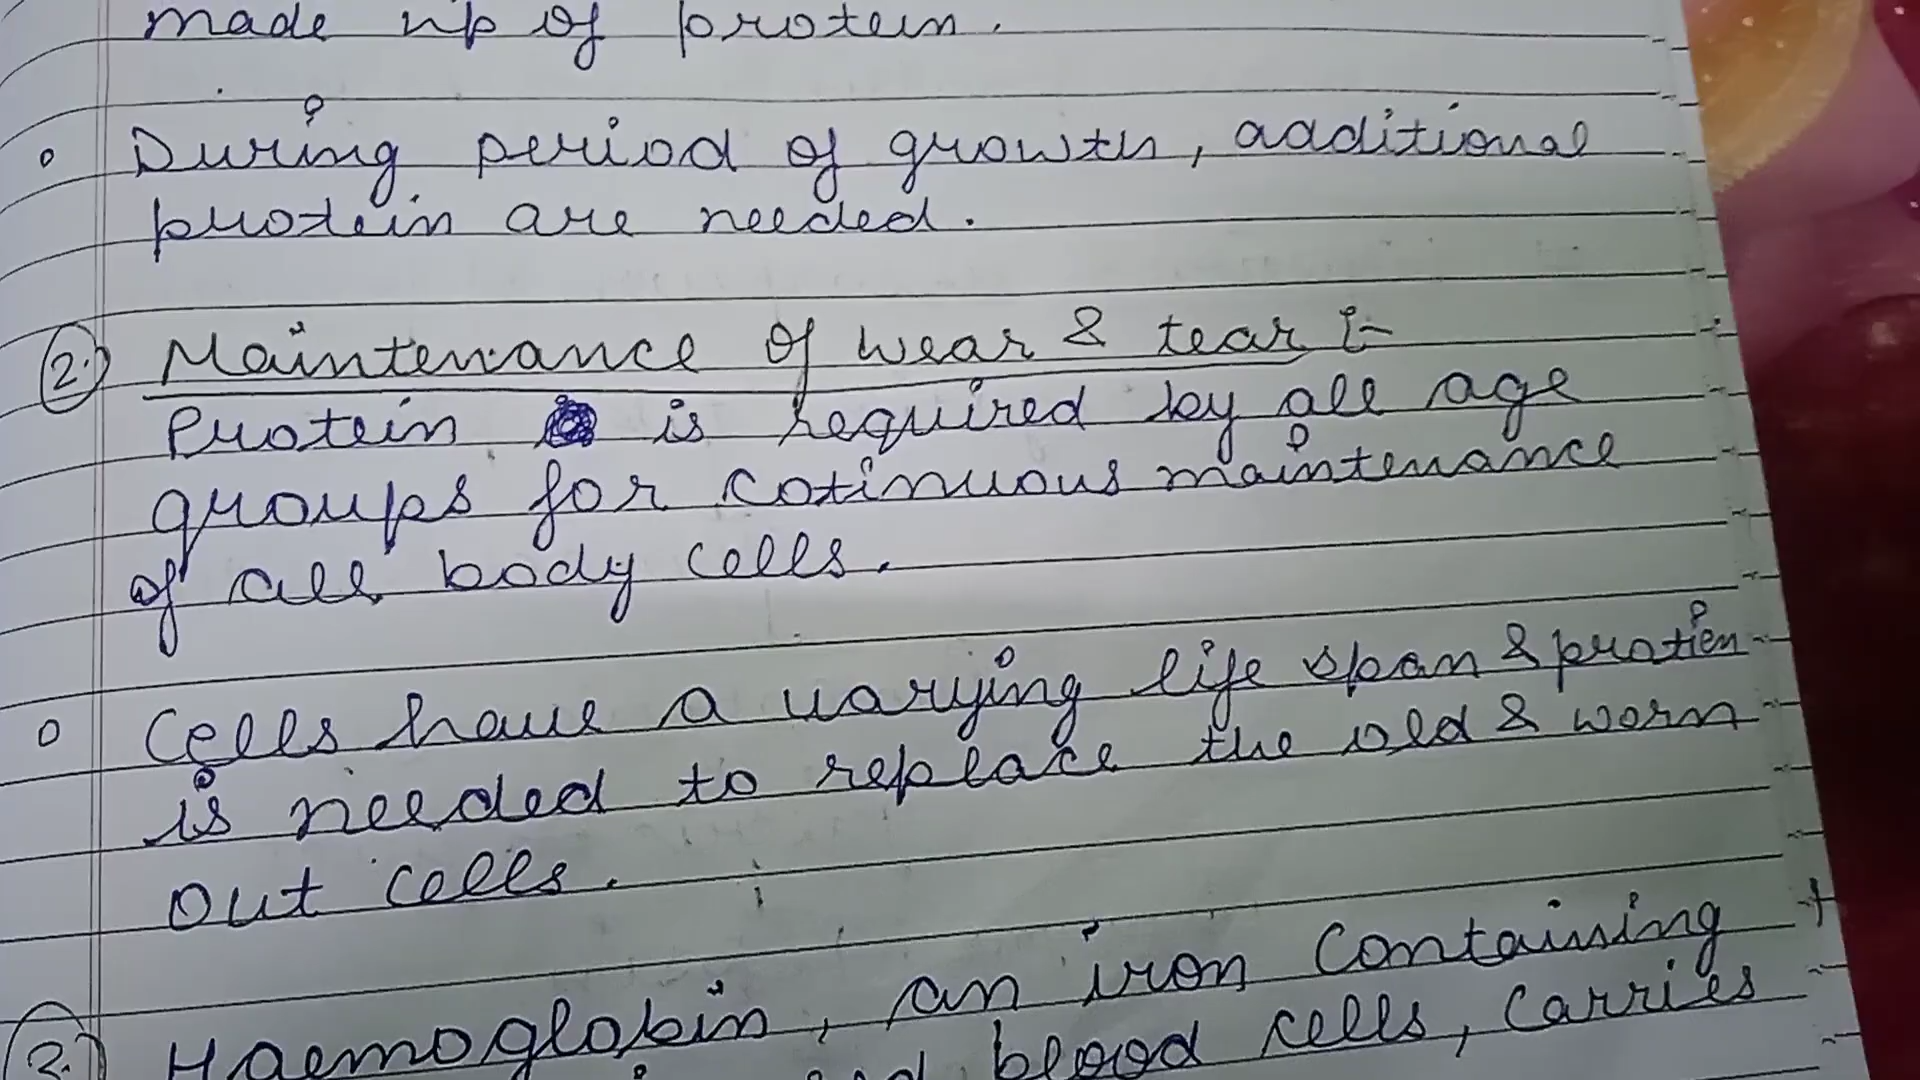 made up of protein.
During period of growth, additional
protein are needed.
2. Maintenance of wear & tear :-
Protein is required by all age
groups for cotinuous maintenance
of all body cells.
Cells have a varying life span & protien
is needed to replace the old & worn
out cells.
Haemoglobin, an iron containing
blood cells, carries